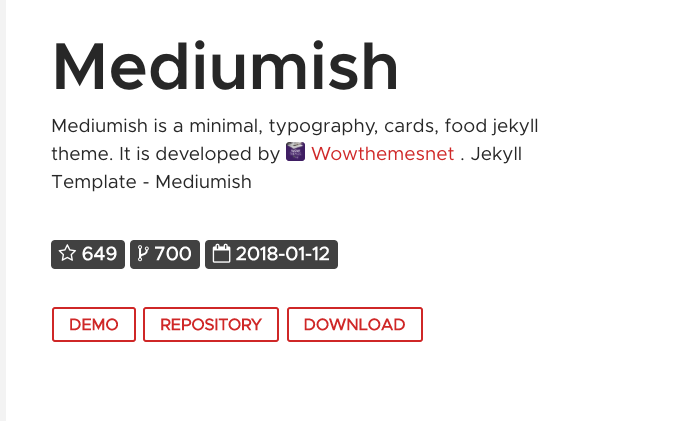 Mediumish
Mediumish is a minimal, typography, cards, food jekyll
theme. It is developed by Wowthemesnet . Jekyll
Template - Mediumish
649 700 2018-01-12
DEMO REPOSITORY DOWNLOAD